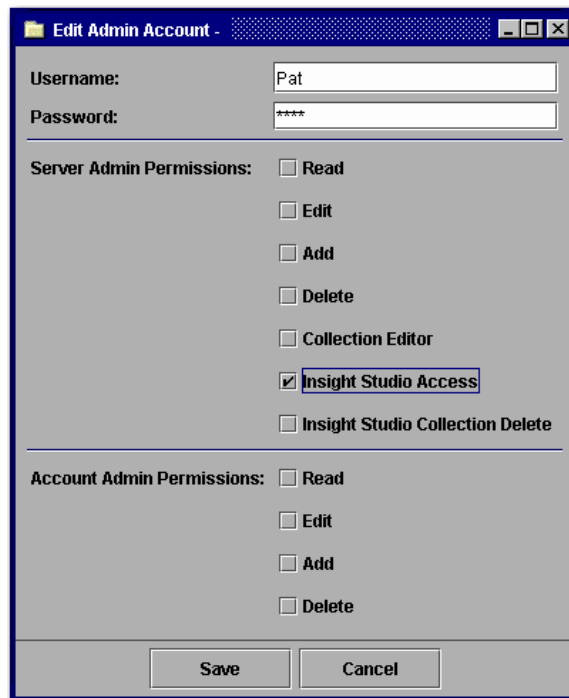 Edit Admin Account -
Username: Pat
Password: ****
Server Admin Permissions: Read
Edit
Add
Delete
Collection Editor
Insight Studio Access
Insight Studio Collection Delete
Account Admin Permissions: Read
Edit
Add
Delete
Save Cancel